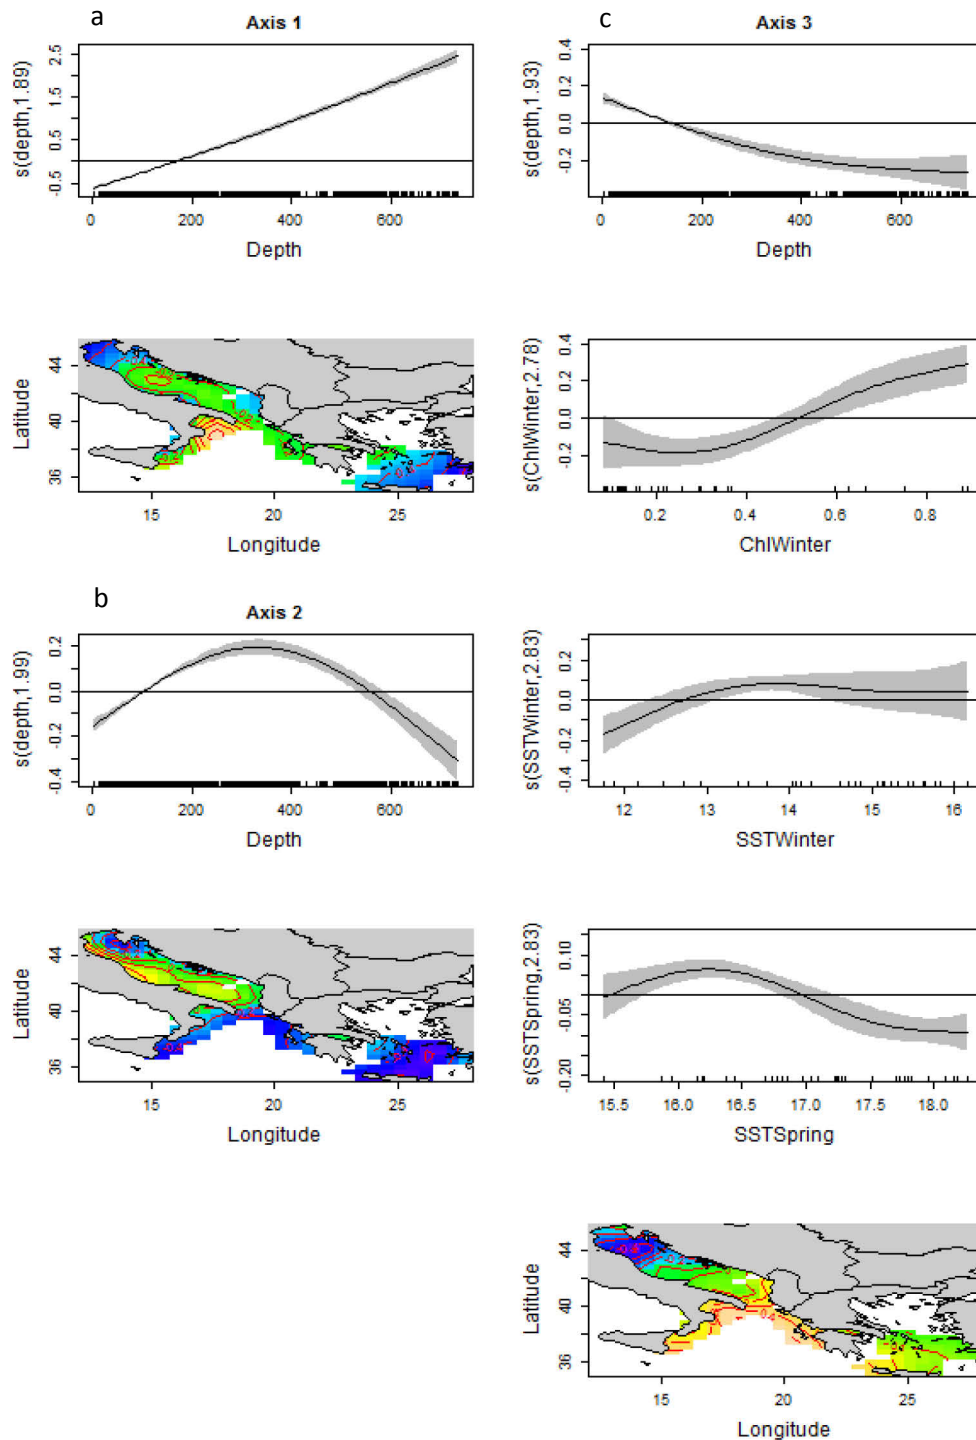 a
Axis 1
s(depth,1.89)
-0.5 0.5 1.5 2.5
0 200 400 600
Depth
Latitude
36 40 44
15 20 25
Longitude
b
Axis 2
s(depth,1.99)
-0.4 -0.2 0.0 0.2
0 200 400 600
Depth
Latitude
36 40 44
15 20 25
Longitude
c
Axis 3
s(depth,1.93)
-0.2 0.0 0.2 0.4
0 200 400 600
Depth
s(ChlWinter,2.78)
-0.2 0.0 0.2 0.4
0.2 0.4 0.6 0.8
ChlWinter
s(SSTWinter,2.83)
-0.4 -0.2 0.0 0.2
12 13 14 15 16
SSTWinter
s(SSTSpring,2.83)
-0.20 -0.05 0.10
15.5 16.0 16.5 17.0 17.5 18.0
SSTSpring
Latitude
36 40 44
15 20 25
Longitude